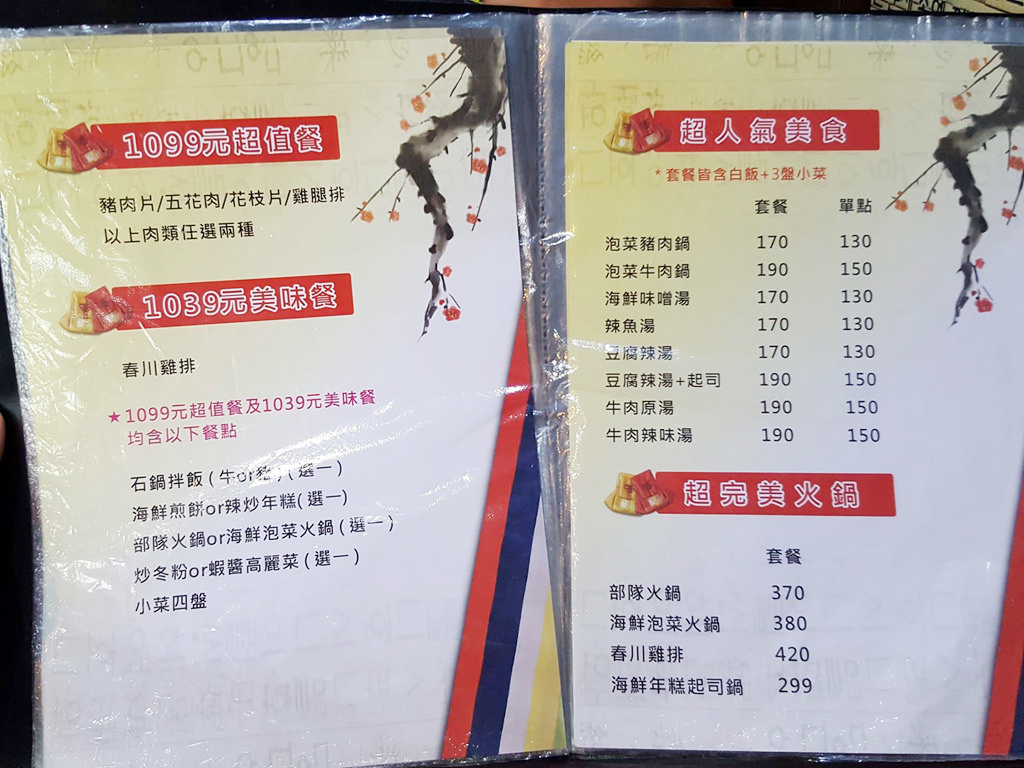 1099元超值餐
豬肉片/五花肉/花枝片/雞腿排
以上肉類任選兩種
1039元美味餐
春川雞排
★1099元超值餐及1039元美味餐
均含以下餐點
石鍋拌飯(牛or豬)(選一)
海鮮煎餅or辣炒年糕(選一)
部隊火鍋or海鮮泡菜火鍋(選一)
炒冬粉or蝦醬高麗菜(選一)
小菜四盤
超人氣美食
*套餐皆含白飯+3盤小菜
套餐 單點
泡菜豬肉鍋 170 130
泡菜牛肉鍋 190 150
海鮮味噌湯 170 130
辣魚湯 170 130
豆腐辣湯 170 130
豆腐辣湯+起司 190 150
牛肉原湯 190 150
牛肉辣味湯 190 150
超完美火鍋
套餐
部隊火鍋 370
海鮮泡菜火鍋 380
春川雞排 420
海鮮年糕起司鍋 299